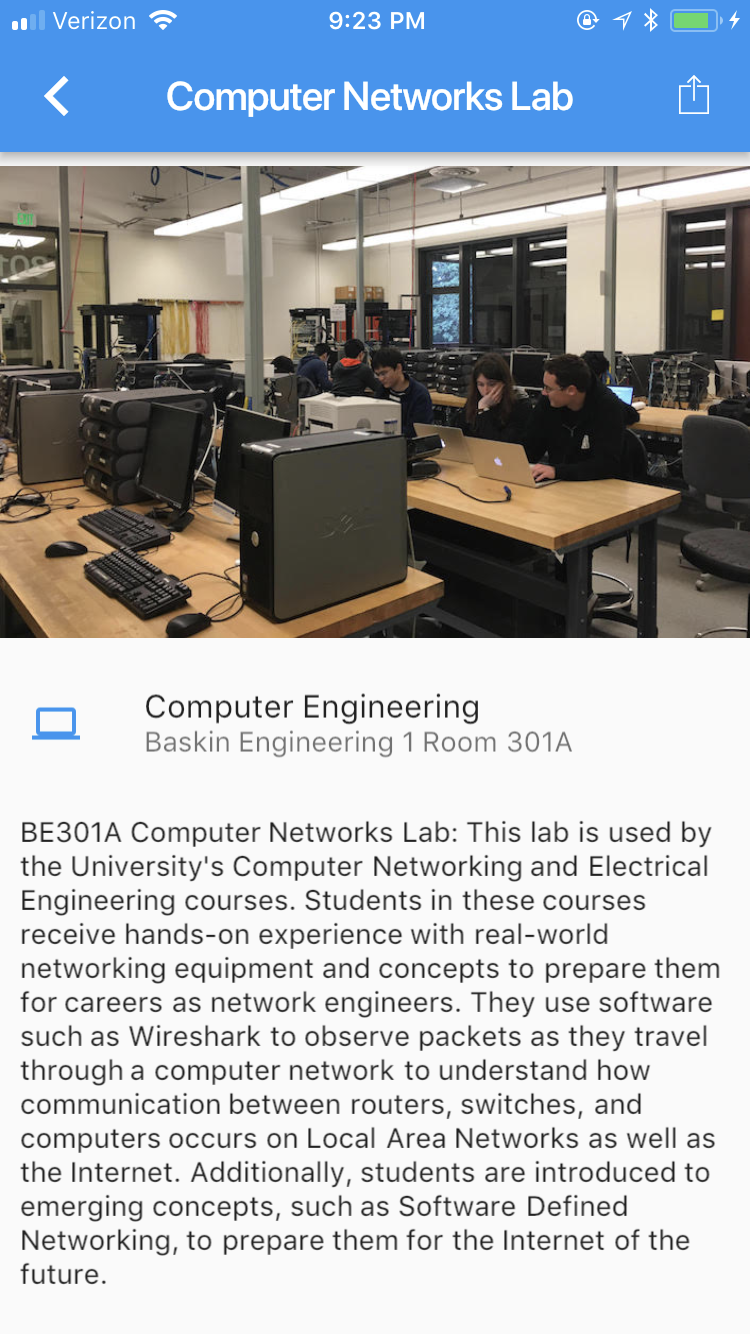 Verizon 9:23 PM
Computer Networks Lab
EXIT
DELL
Computer Engineering
Baskin Engineering 1 Room 301A
BE301A Computer Networks Lab: This lab is used by
the University's Computer Networking and Electrical
Engineering courses. Students in these courses
receive hands-on experience with real-world
networking equipment and concepts to prepare them
for careers as network engineers. They use software
such as Wireshark to observe packets as they travel
through a computer network to understand how
communication between routers, switches, and
computers occurs on Local Area Networks as well as
the Internet. Additionally, students are introduced to
emerging concepts, such as Software Defined
Networking, to prepare them for the Internet of the
future.